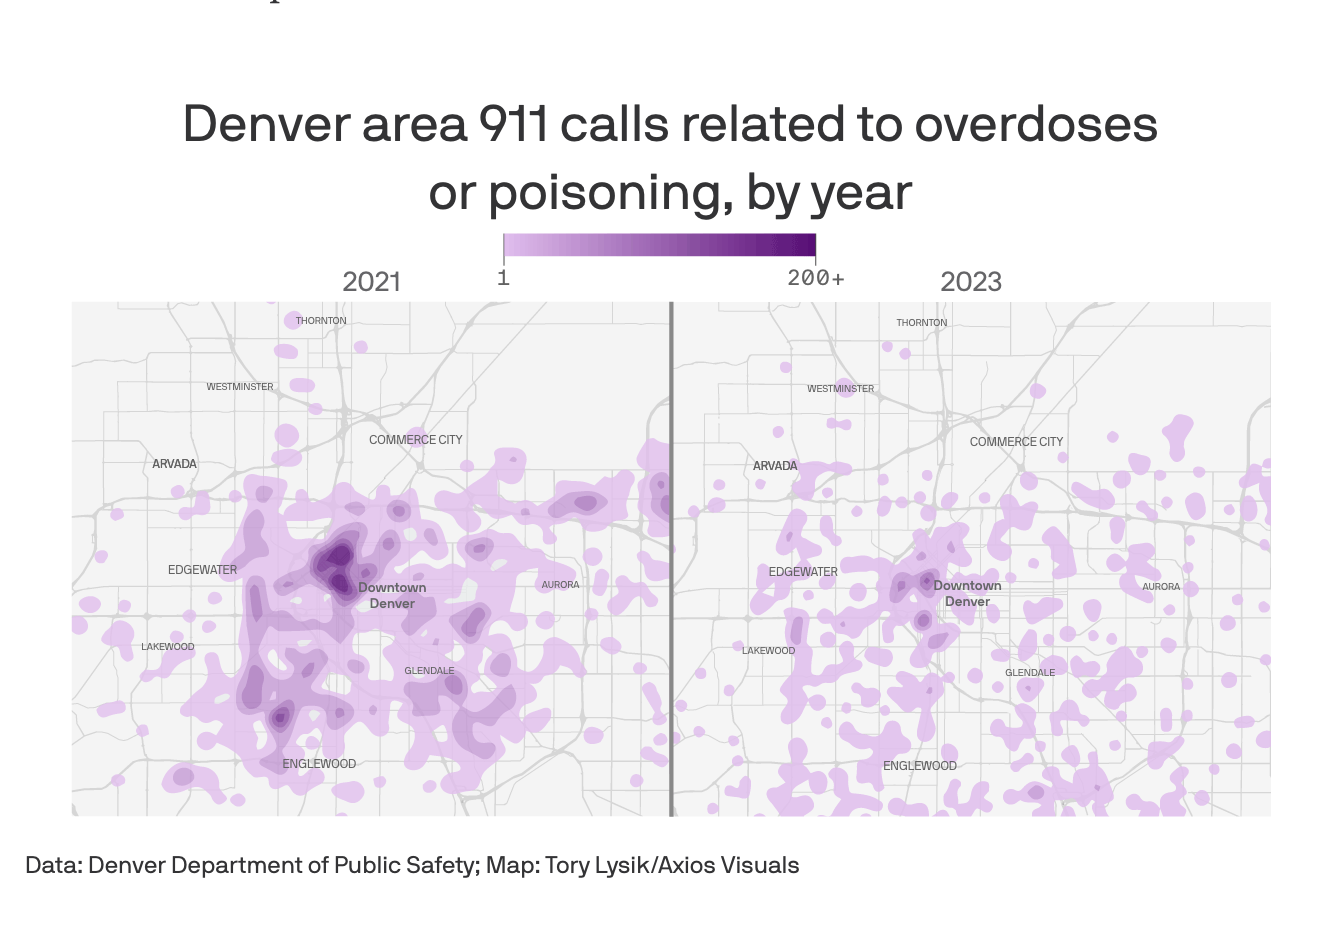 Denver area 911 calls related to overdoses
or poisoning, by year
1
200+
2021
2023
THORNTON
WESTMINSTER
COMMERCE CITY
ARVADA
EDGEWATER
Downtown
Denver
AURORA
LAKEWOOD
GLENDALE
ENGLEWOOD
THORNTON
WESTMINSTER
COMMERCE CITY
ARVADA
EDGEWATER
Downtown
Denver
AURORA
LAKEWOOD
GLENDALE
ENGLEWOOD
Data: Denver Department of Public Safety; Map: Tory Lysik/Axios Visuals